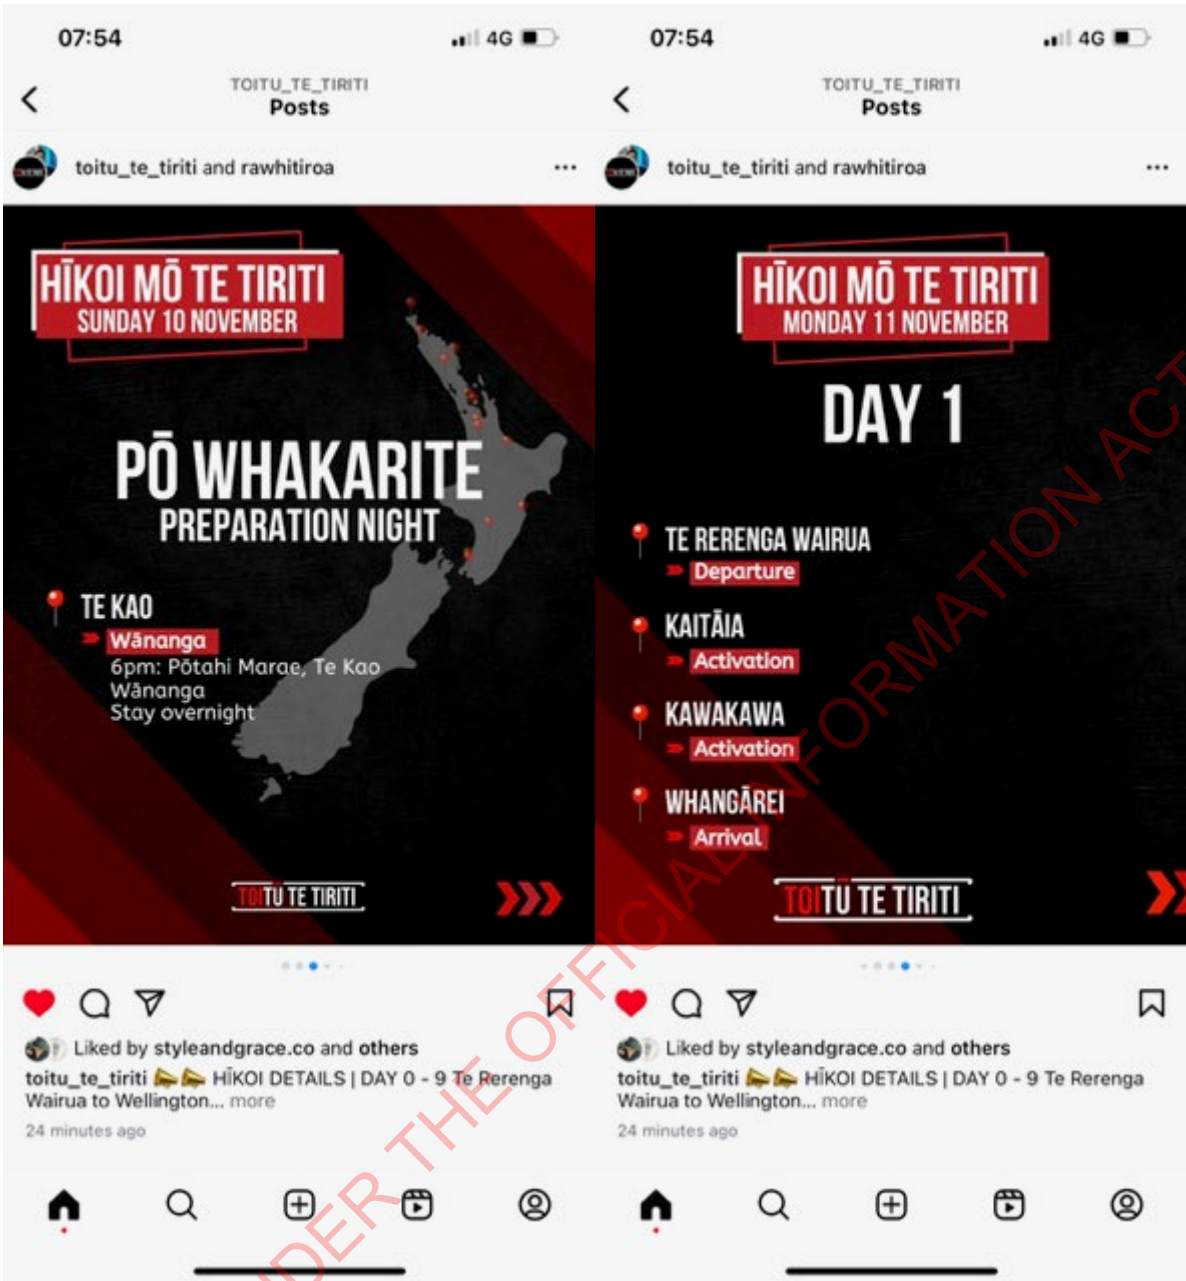 07:54
4G
TOITU_TE_TIRITI
Posts
toitu_te_tiriti and rawhitiroa
HĪKOI MŌ TE TIRITI
SUNDAY 10 NOVEMBER
PŌ WHAKARITE
PREPARATION NIGHT
TE KAO
Wānanga
6pm: Pōtahi Marae, Te Kao
Wānanga
Stay overnight
TOITŪ TE TIRITI
Liked by styleandgrace.co and others
toitu_te_tiriti HĪKOI DETAILS | DAY 0 - 9 Te Rerenga
Wairua to Wellington... more
24 minutes ago
07:54
4G
TOITU_TE_TIRITI
Posts
toitu_te_tiriti and rawhitiroa
HĪKOI MŌ TE TIRITI
MONDAY 11 NOVEMBER
DAY 1
TE RERENGA WAIRUA
Departure
KAITĀIA
Activation
KAWAKAWA
Activation
WHANGĀREI
Arrival
TOITŪ TE TIRITI
Liked by styleandgrace.co and others
toitu_te_tiriti HĪKOI DETAILS | DAY 0 - 9 Te Rerenga
Wairua to Wellington... more
24 minutes ago
THE OFFICIAL INFORMATION ACT